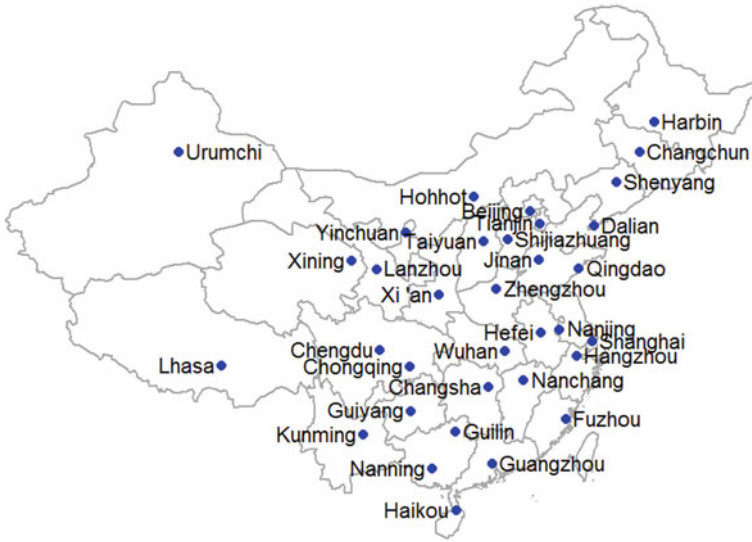 Harbin
Urumchi
Changchun
Shenyang
Hohhot
Beijing
Tianjin
Dalian
Yinchuan
Taiyuan
Shijiazhuang
Xining
Lanzhou
Jinan
Qingdao
Xi 'an
Zhengzhou
Hefei
Nanjing
Shanghai
Chengdu
Wuhan
Hangzhou
Lhasa
Chongqing
Changsha
Nanchang
Guiyang
Fuzhou
Kunming
Guilin
Nanning
Guangzhou
Haikou